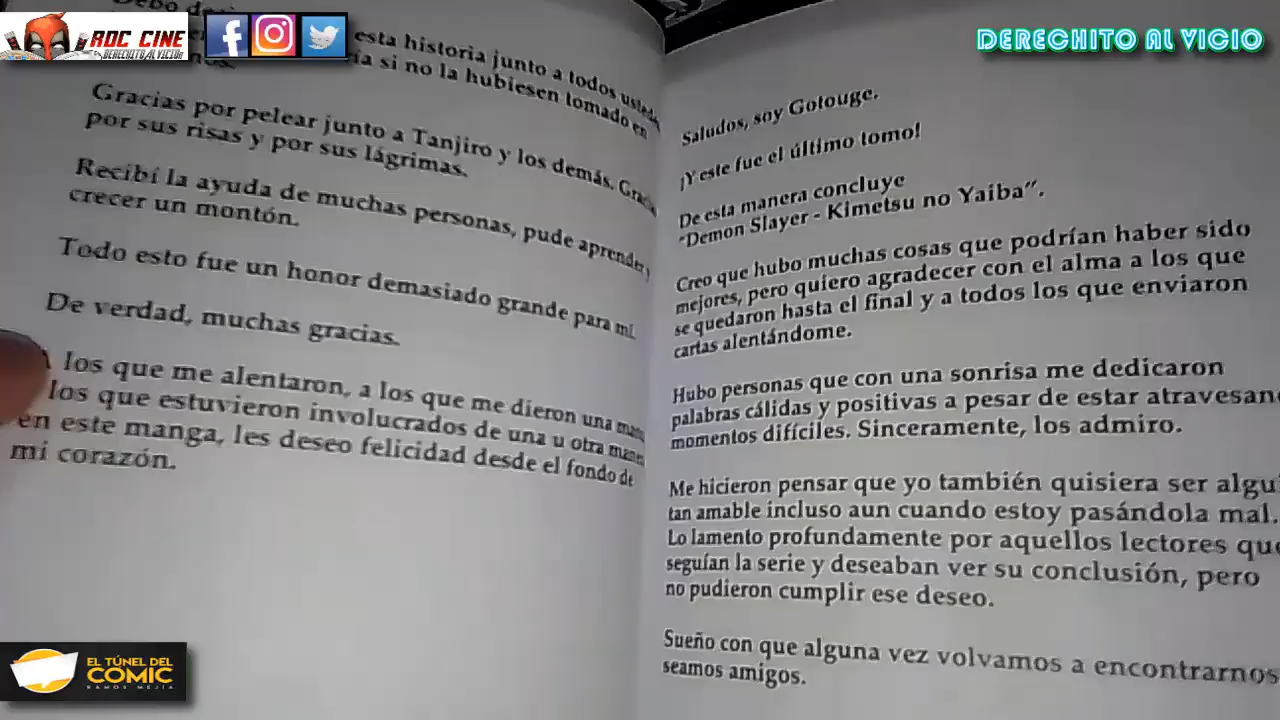 RDC CINE
DERECHITO AL VICIO
DERECHITO AL VICIO
esta historia junto a todos
si no la hubiesen tomado en
Gracias por pelear junto a Tanjiro y los demás.
por sus risas y por sus lágrimas.
Recibí la ayuda de muchas personas, pude aprender y
crecer un montón.
Todo esto fue un honor demasiado grande para mí.
De verdad, muchas gracias.
los que me alentaron, a los que me dieron una
los que estuvieron involucrados de una u otra
en este manga, les deseo felicidad desde el fondo de
mi corazón.
Saludos, soy Gotouge.
¡Y este fue el último tomo!
De esta manera concluye
"Demon Slayer - Kimetsu no Yaiba".
Creo que hubo muchas cosas que podrían haber sido
mejores, pero quiero agradecer con el alma a los que
se quedaron hasta el final y a todos los que enviaron
cartas alentándome.
Hubo personas que con una sonrisa me dedicaron
palabras cálidas y positivas a pesar de estar
momentos difíciles. Sinceramente, los admiro.
Me hicieron pensar que yo también quisiera ser
tan amable incluso aun cuando estoy pasándola mal.
Lo lamento profundamente por aquellos lectores que
seguían la serie y deseaban ver su conclusión, pero
no pudieron cumplir ese deseo.
Sueño con que alguna vez volvamos a encontrarnos
seamos amigos.
EL TÚNEL DEL
COMIC
RAMOS MEJÍA